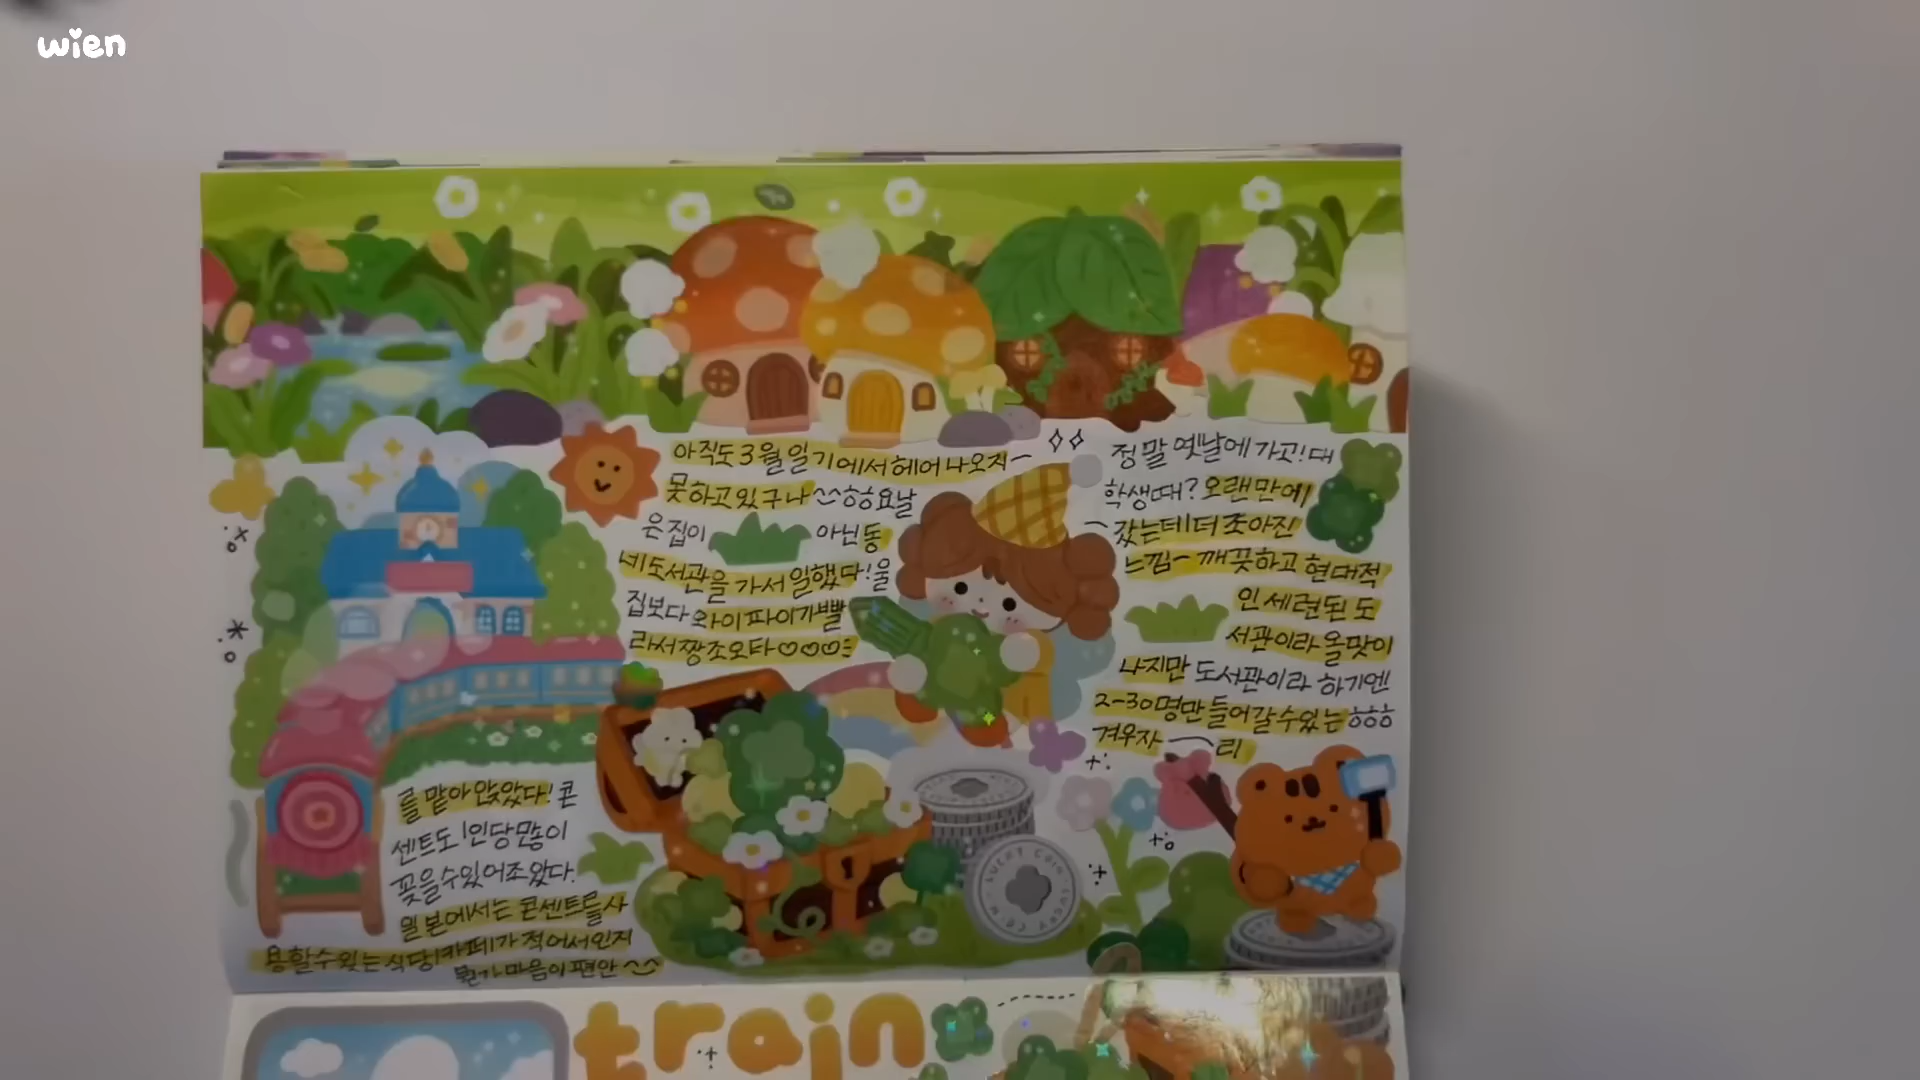 wien
아직도 3월 일기에서 헤어나오지~
못하고 있구나 ^^ ㅎㅎ 요날
은 집이 아닌 동
네 도서관을 가서 일했다! 울
집보다 와이파이가 빨
라서 짱 조오타 ♡♡♡
정말 옛날에 가고! 대
학생때? 오랜만에
갔는데 더 조아진
느낌~ 깨끗하고 현대적
인 세련된 도
서관이라 올맞이
나지만 도서관이라 하기엔
2-30명만 들어갈수있는 ㅎㅎㅎ
겨우자리
를 맡아 앉았다! 콘
센트도 1인당 많이
꽂을 수 있어 조았다.
일본에서는 콘센트를 사
용할수있는 식당/카페가 적어서인지
뭔가 마음이 편안 ^^
LUCKY COIN LUCKY COIN
train